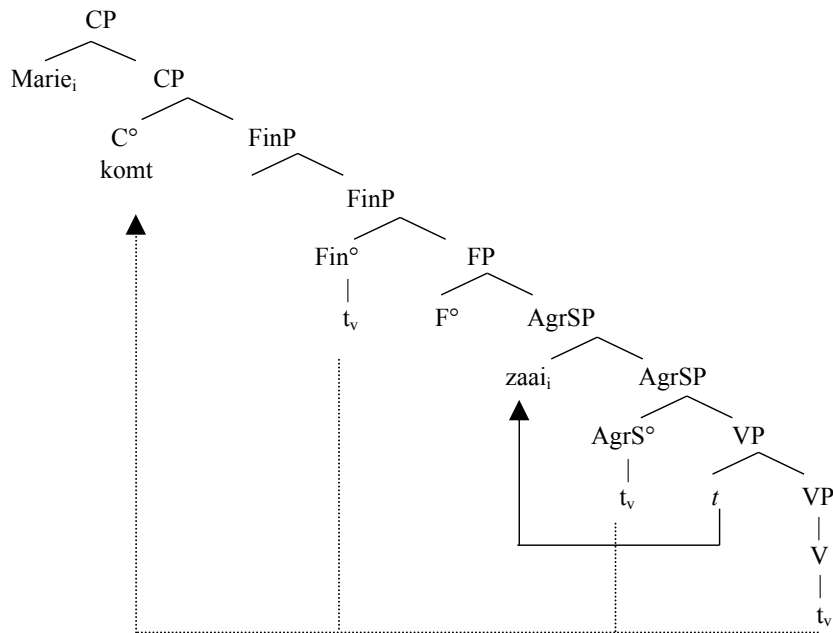 CP
Marieᵢ CP
C° FinP
komt
FinP
Fin° FP
tᵥ F° AgrSP
zaaiᵢ AgrSP
AgrS° VP
tᵥ t VP
V
tᵥ